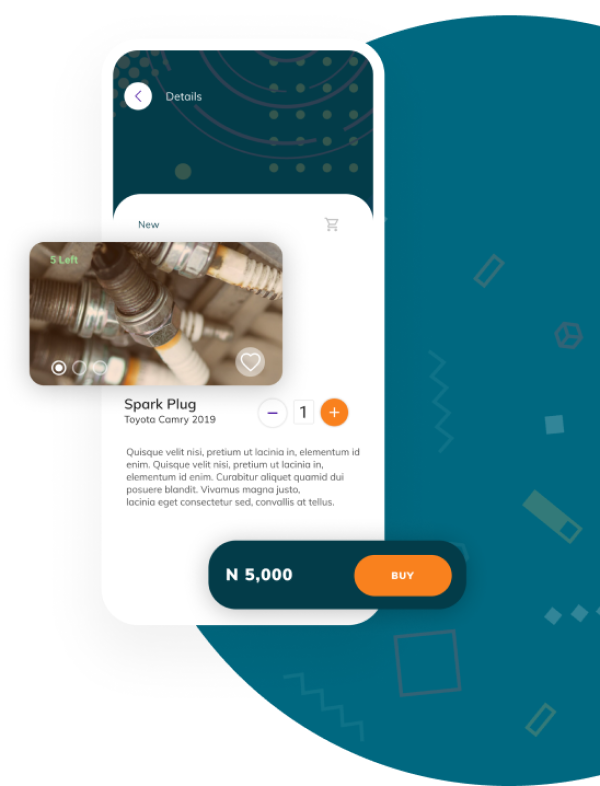 Details
New
5 Left
Spark Plug
Toyota Camry 2019
1
Quisque velit nisi, pretium ut lacinia in, elementum id
enim. Quisque velit nisi, pretium ut lacinia in,
elementum id enim. Curabitur aliquet quamid dui
posuere blandit. Vivamus magna justo,
lacinia eget consectetur sed, convallis at tellus.
N 5,000
BUY